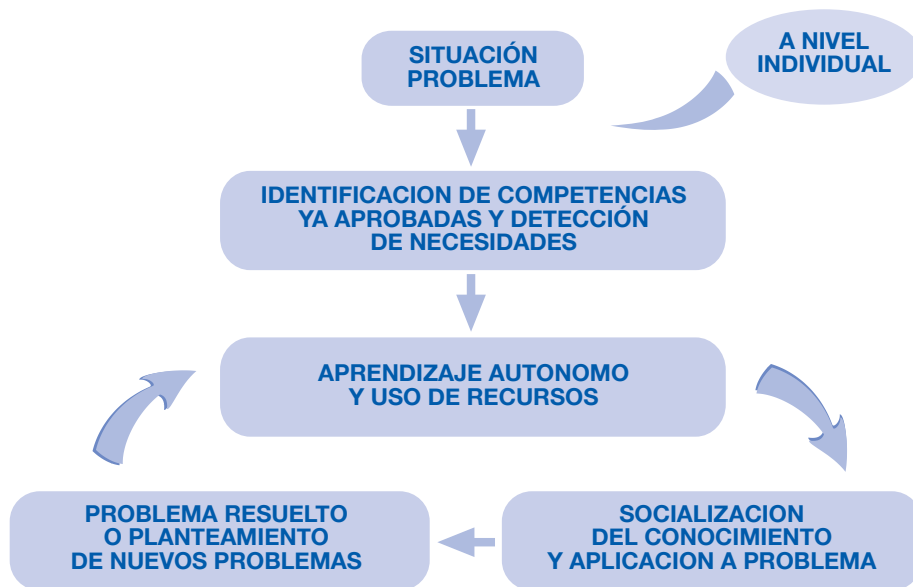 SITUACIÓN
PROBLEMA
A NIVEL
INDIVIDUAL
IDENTIFICACION DE COMPETENCIAS
YA APROBADAS Y DETECCIÓN
DE NECESIDADES
APRENDIZAJE AUTONOMO
Y USO DE RECURSOS
PROBLEMA RESUELTO
O PLANTEAMIENTO
DE NUEVOS PROBLEMAS
SOCIALIZACION
DEL CONOCIMIENTO
Y APLICACION A PROBLEMA